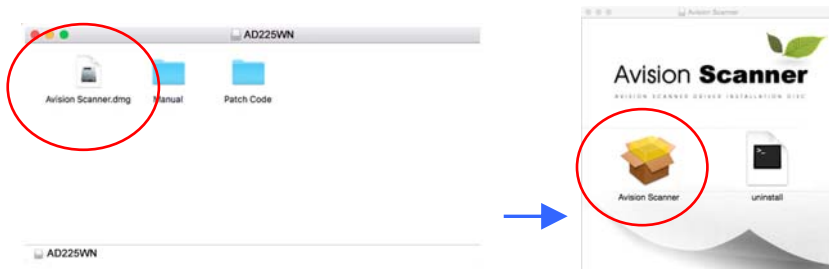 AD225WN
Avision Scanner.dmg
Manual
Patch Code
AD225WN
Avision Scanner
Avision Scanner
AVISION SCANNER DRIVER INSTALLATION DISC
Avision Scanner
uninstall